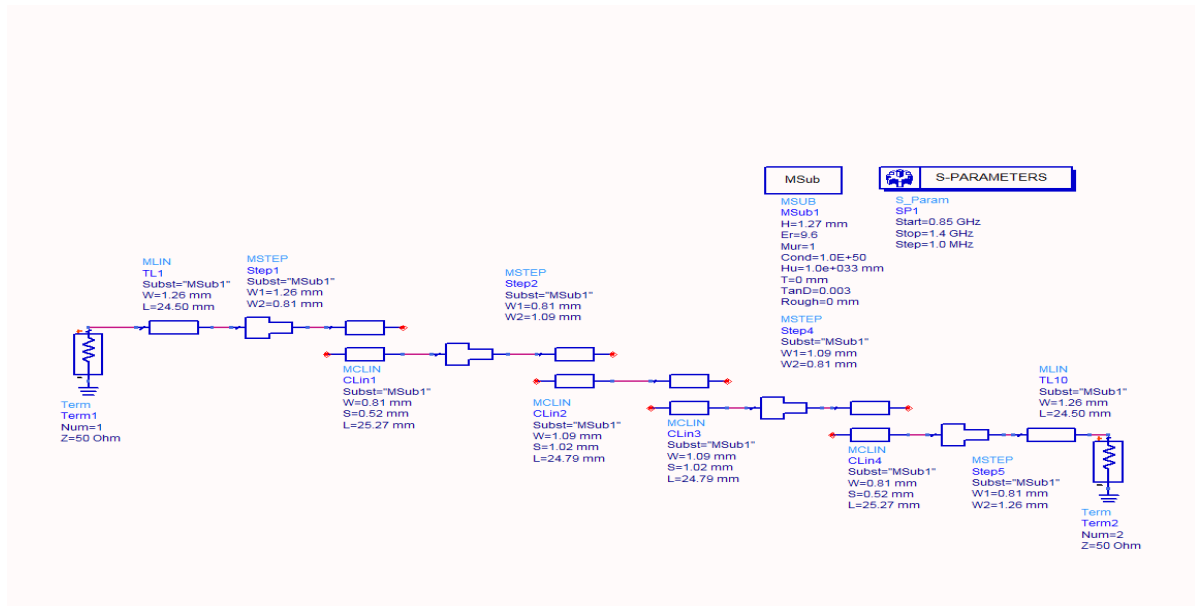 MSub
MSUB
MSub1
H=1.27 mm
Er=9.6
Mur=1
Cond=1.0E+50
Hu=1.0e+033 mm
T=0 mm
TanD=0.003
Rough=0 mm
S-PARAMETERS
S_Param
SP1
Start=0.85 GHz
Stop=1.4 GHz
Step=1.0 MHz
MLIN
TL1
Subst="MSub1"
W=1.26 mm
L=24.50 mm
MSTEP
Step1
Subst="MSub1"
W1=1.26 mm
W2=0.81 mm
MSTEP
Step2
Subst="MSub1"
W1=0.81 mm
W2=1.09 mm
MSTEP
Step4
Subst="MSub1"
W1=1.09 mm
W2=0.81 mm
Term
Term1
Num=1
Z=50 Ohm
MCLIN
CLin1
Subst="MSub1"
W=0.81 mm
S=0.52 mm
L=25.27 mm
MCLIN
CLin2
Subst="MSub1"
W=1.09 mm
S=1.02 mm
L=24.79 mm
MCLIN
CLin3
Subst="MSub1"
W=1.09 mm
S=1.02 mm
L=24.79 mm
MCLIN
CLin4
Subst="MSub1"
W=0.81 mm
S=0.52 mm
L=25.27 mm
MSTEP
Step5
Subst="MSub1"
W1=0.81 mm
W2=1.26 mm
MLIN
TL10
Subst="MSub1"
W=1.26 mm
L=24.50 mm
Term
Term2
Num=2
Z=50 Ohm